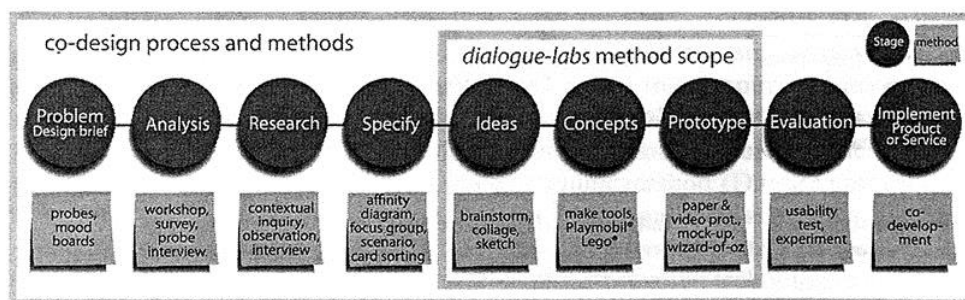 co-design process and methods
dialogue-labs method scope
Stage
method
Problem
Design brief
Analysis
Research
Specify
Ideas
Concepts
Prototype
Evaluation
Implement
Product
or Service
probes,
mood
boards
workshop,
survey,
probe
interview
contextual
inquiry,
observation,
interview
affinity
diagram,
focus group,
scenario,
card sorting
brainstorm,
collage,
sketch
make tools,
Playmobil®
Lego®
paper &
video prot.,
mock-up,
wizard-of-oz
usability
test,
experiment
co-
develop-
ment